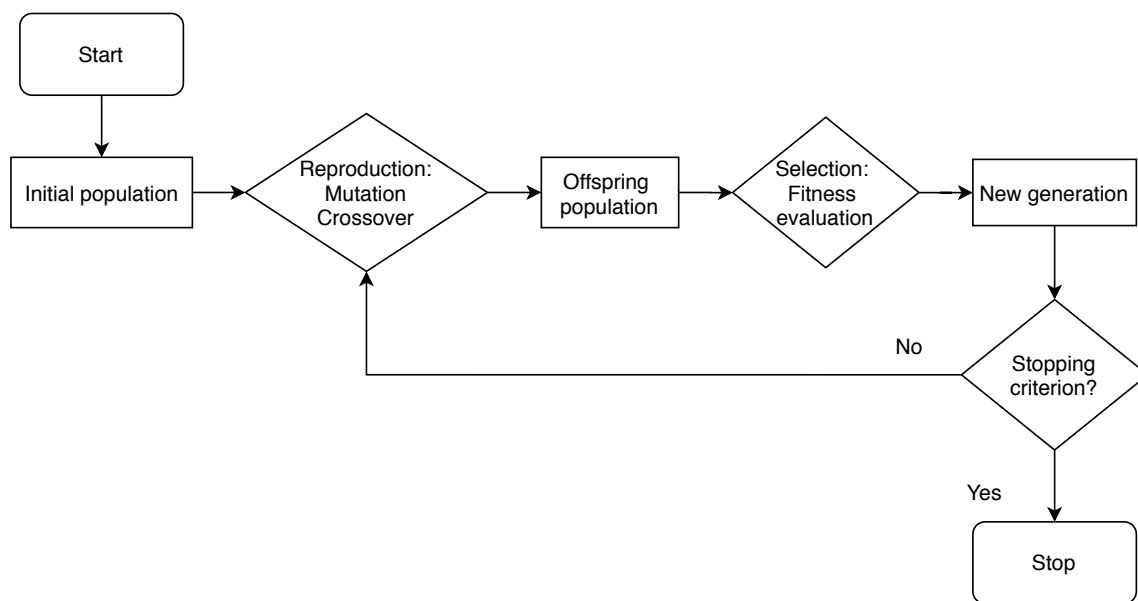 Start
Initial population
Reproduction:
Mutation
Crossover
Offspring
population
Selection:
Fitness
evaluation
New generation
Stopping
criterion?
No
Yes
Stop